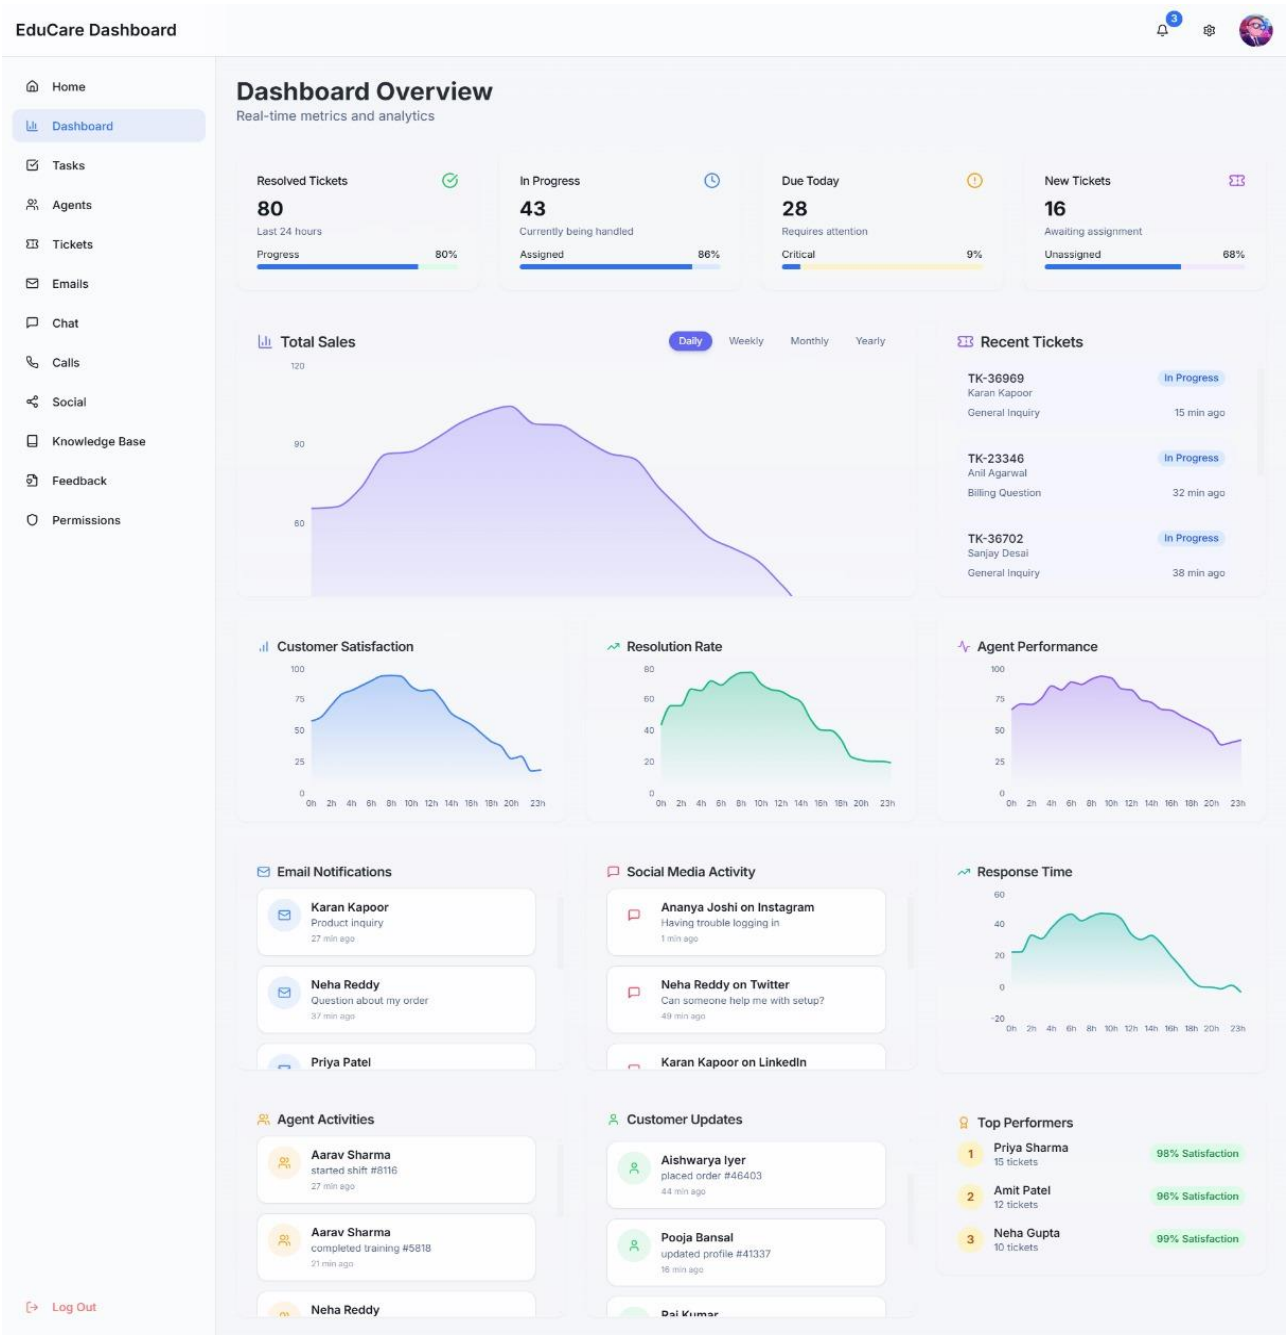 EduCare Dashboard
3
Home
Dashboard
Tasks
Agents
Tickets
Emails
Chat
Calls
Social
Knowledge Base
Feedback
Permissions
Log Out
Dashboard Overview
Real-time metrics and analytics
Resolved Tickets
80
Last 24 hours
Progress 80%
In Progress
43
Currently being handled
Assigned 86%
Due Today
28
Requires attention
Critical 9%
New Tickets
16
Awaiting assignment
Unassigned 68%
Total Sales
Daily Weekly Monthly Yearly
120
90
60
Recent Tickets
TK-36969 In Progress
Karan Kapoor
General Inquiry 15 min ago
TK-23346 In Progress
Anil Agarwal
Billing Question 32 min ago
TK-36702 In Progress
Sanjay Desai
General Inquiry 38 min ago
Customer Satisfaction
100
75
50
25
0
0h 2h 4h 6h 8h 10h 12h 14h 16h 18h 20h 23h
Resolution Rate
80
60
40
20
0
0h 2h 4h 6h 8h 10h 12h 14h 16h 18h 20h 23h
Agent Performance
100
75
50
25
0
0h 2h 4h 6h 8h 10h 12h 14h 16h 18h 20h 23h
Email Notifications
Karan Kapoor
Product inquiry
27 min ago
Neha Reddy
Question about my order
37 min ago
Priya Patel
Social Media Activity
Ananya Joshi on Instagram
Having trouble logging in
1 min ago
Neha Reddy on Twitter
Can someone help me with setup?
49 min ago
Karan Kapoor on LinkedIn
Response Time
60
40
20
0
-20
0h 2h 4h 6h 8h 10h 12h 14h 16h 18h 20h 23h
Agent Activities
Aarav Sharma
started shift #8116
27 min ago
Aarav Sharma
completed training #5818
21 min ago
Neha Reddy
Customer Updates
Aishwarya Iyer
placed order #46403
44 min ago
Pooja Bansal
updated profile #41337
16 min ago
Raj Kumar
Top Performers
1 Priya Sharma 98% Satisfaction
15 tickets
2 Amit Patel 96% Satisfaction
12 tickets
3 Neha Gupta 99% Satisfaction
10 tickets